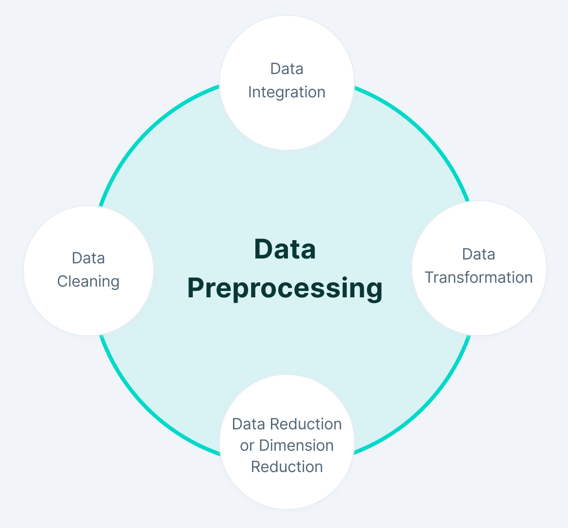 Data
Integration
Data
Cleaning
Data
Preprocessing
Data
Transformation
Data Reduction
or Dimension
Reduction